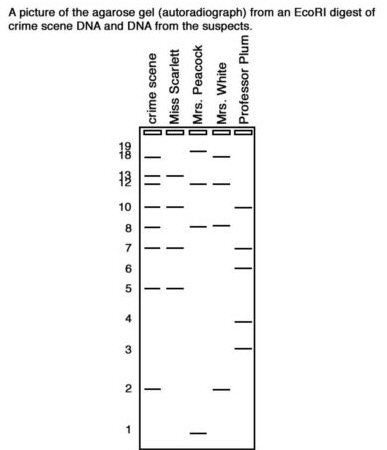 A picture of the agarose gel (autoradiograph) from an EcoRI digest of
crime scene DNA and DNA from the suspects.
crime scene
Miss Scarlett
Mrs. Peacock
Mrs. White
Professor Plum
19
18
13
12
10
8
7
6
5
4
3
2
1